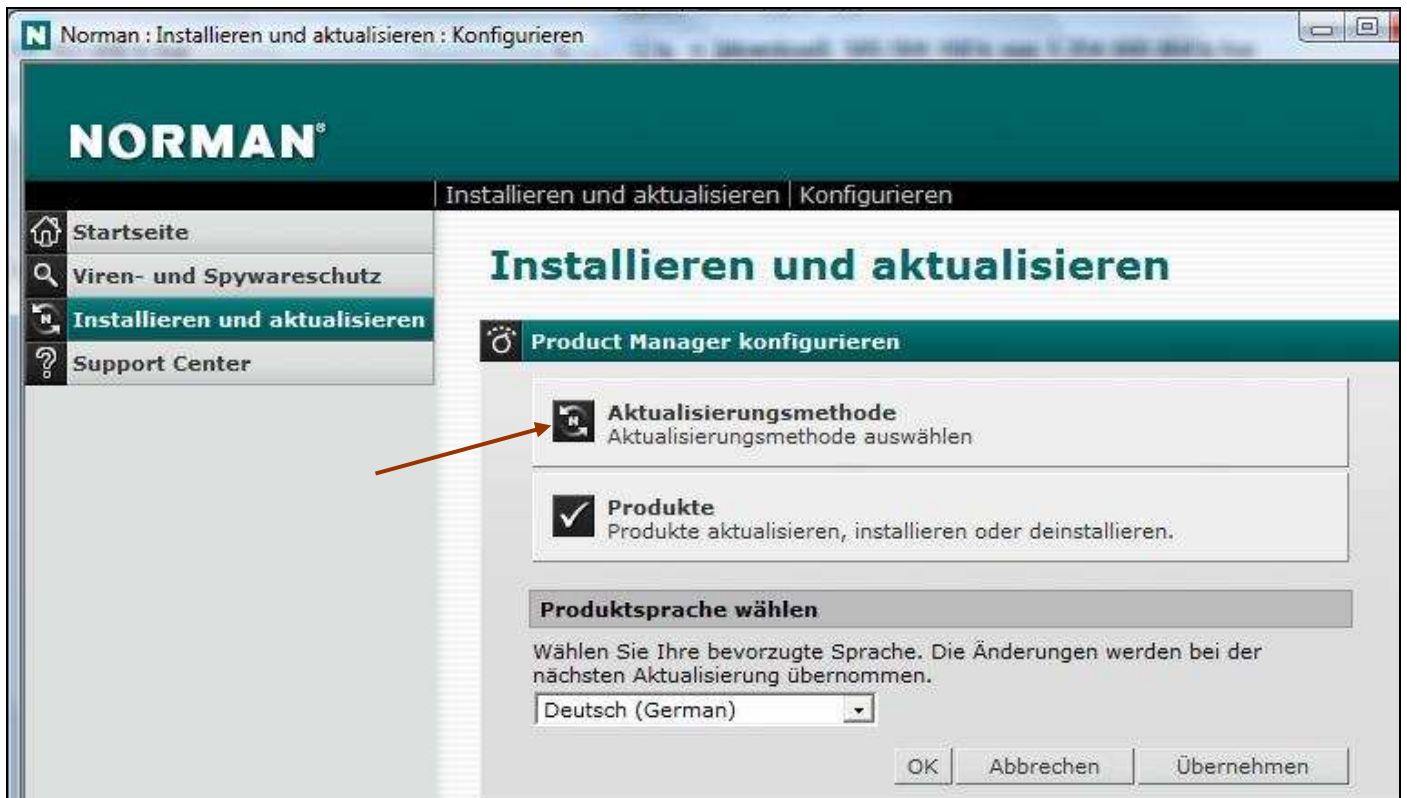 Norman : Installieren und aktualisieren : Konfigurieren
NORMAN®
Installieren und aktualisieren | Konfigurieren
Startseite
Viren- und Spywareschutz
Installieren und aktualisieren
Support Center
Installieren und aktualisieren
Product Manager konfigurieren
Aktualisierungsmethode
Aktualisierungsmethode auswählen
Produkte
Produkte aktualisieren, installieren oder deinstallieren.
Produktsprache wählen
Wählen Sie Ihre bevorzugte Sprache. Die Änderungen werden bei der
nächsten Aktualisierung übernommen.
Deutsch (German)
OK
Abbrechen
Übernehmen